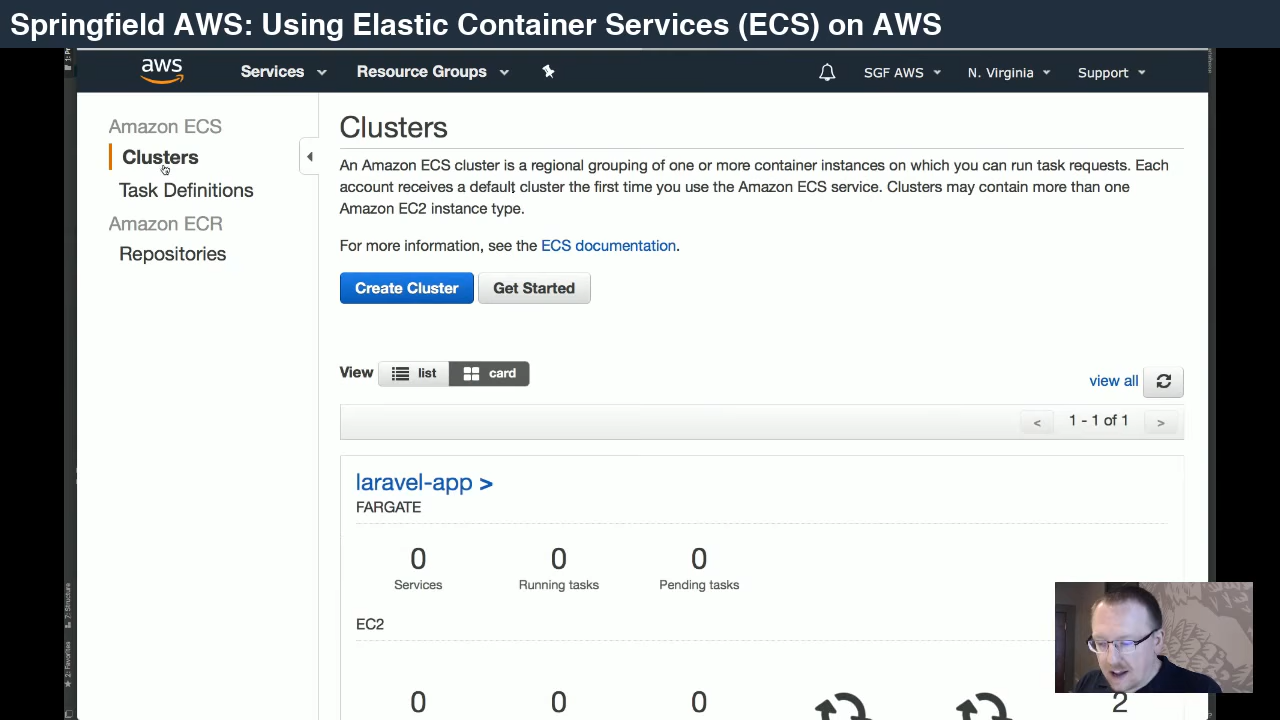 Springfield AWS: Using Elastic Container Services (ECS) on AWS
aws Services Resource Groups SGF AWS N. Virginia Support
Amazon ECS
Clusters
Task Definitions
Amazon ECR
Repositories
Clusters
An Amazon ECS cluster is a regional grouping of one or more container instances on which you can run task requests. Each
account receives a default cluster the first time you use the Amazon ECS service. Clusters may contain more than one
Amazon EC2 instance type.
For more information, see the ECS documentation.
Create Cluster Get Started
View list card
view all
< 1 - 1 of 1 >
laravel-app >
FARGATE
0 0 0
Services Running tasks Pending tasks
EC2
0 0 0 2
7: Structure
2: Favorites